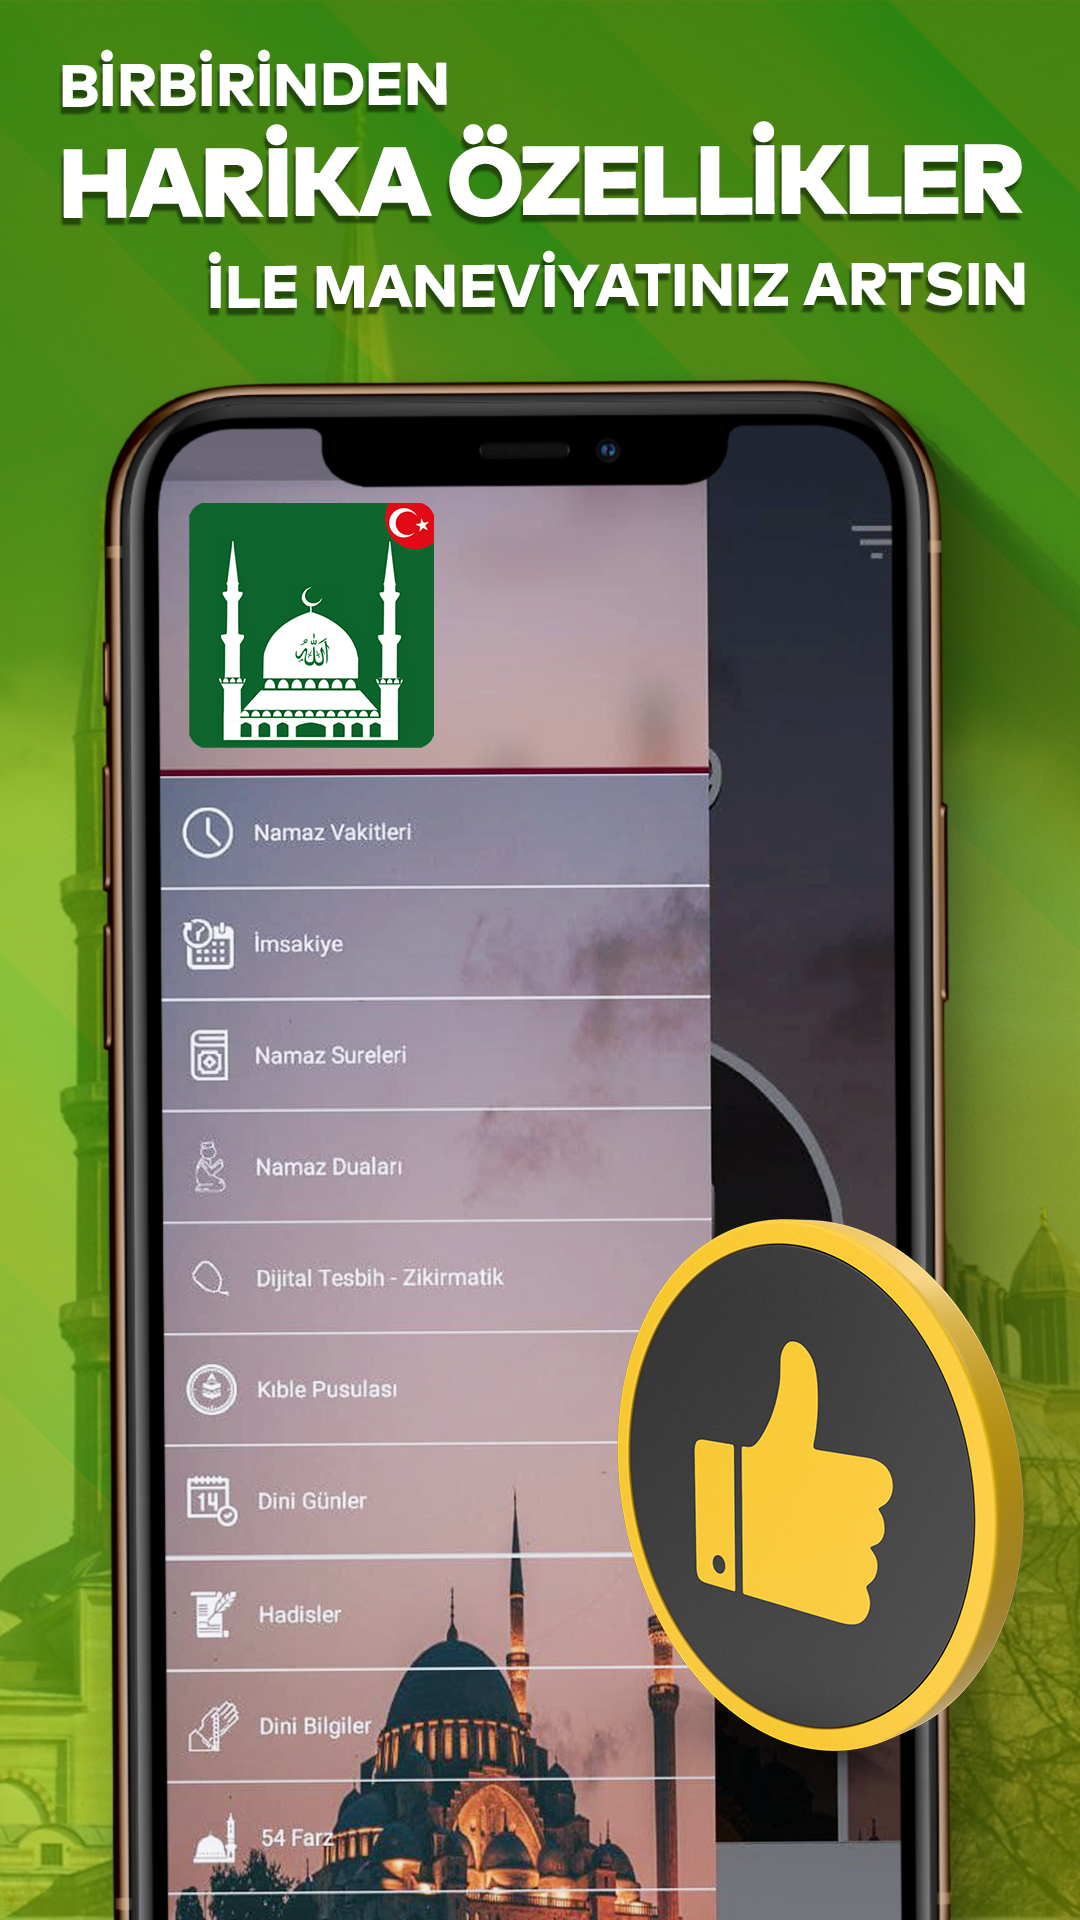 BİRBİRİNDEN
HARİKA ÖZELLİKLER
İLE MANEVİYATINIZ ARTSIN
الله
Namaz Vakitleri
İmsakiye
Namaz Sureleri
Namaz Duaları
Dijital Tesbih - Zikirmatik
Kıble Pusulası
14
Dini Günler
Hadisler
Dini Bilgiler
54 Farz